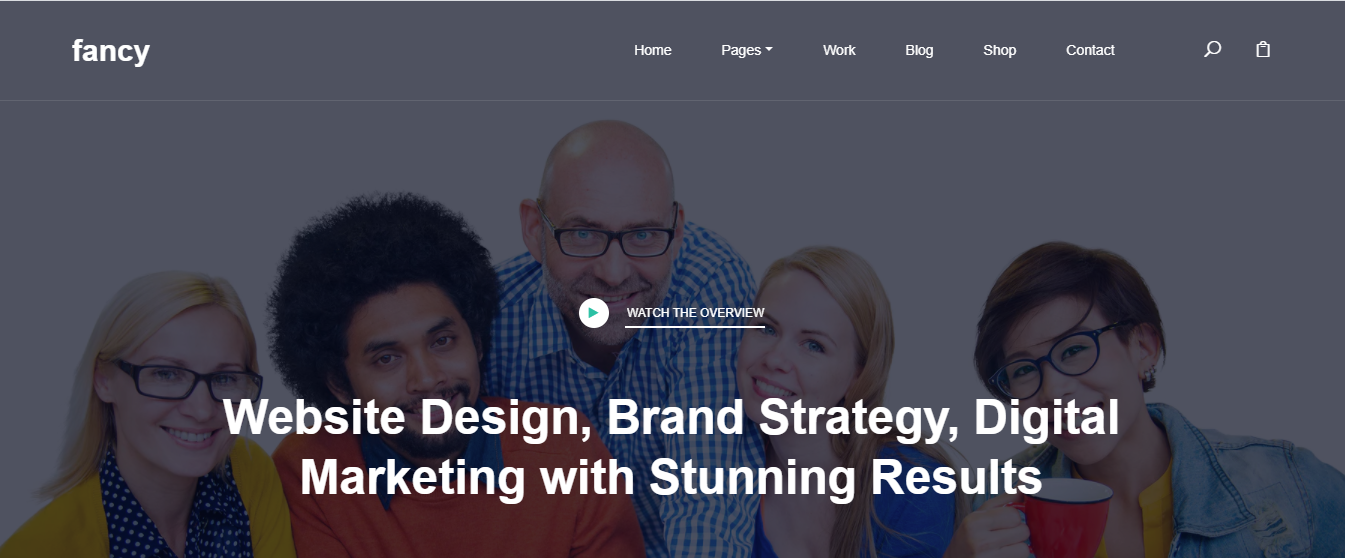 fancy Home Pages Work Blog Shop Contact
WATCH THE OVERVIEW
Website Design, Brand Strategy, Digital
Marketing with Stunning Results